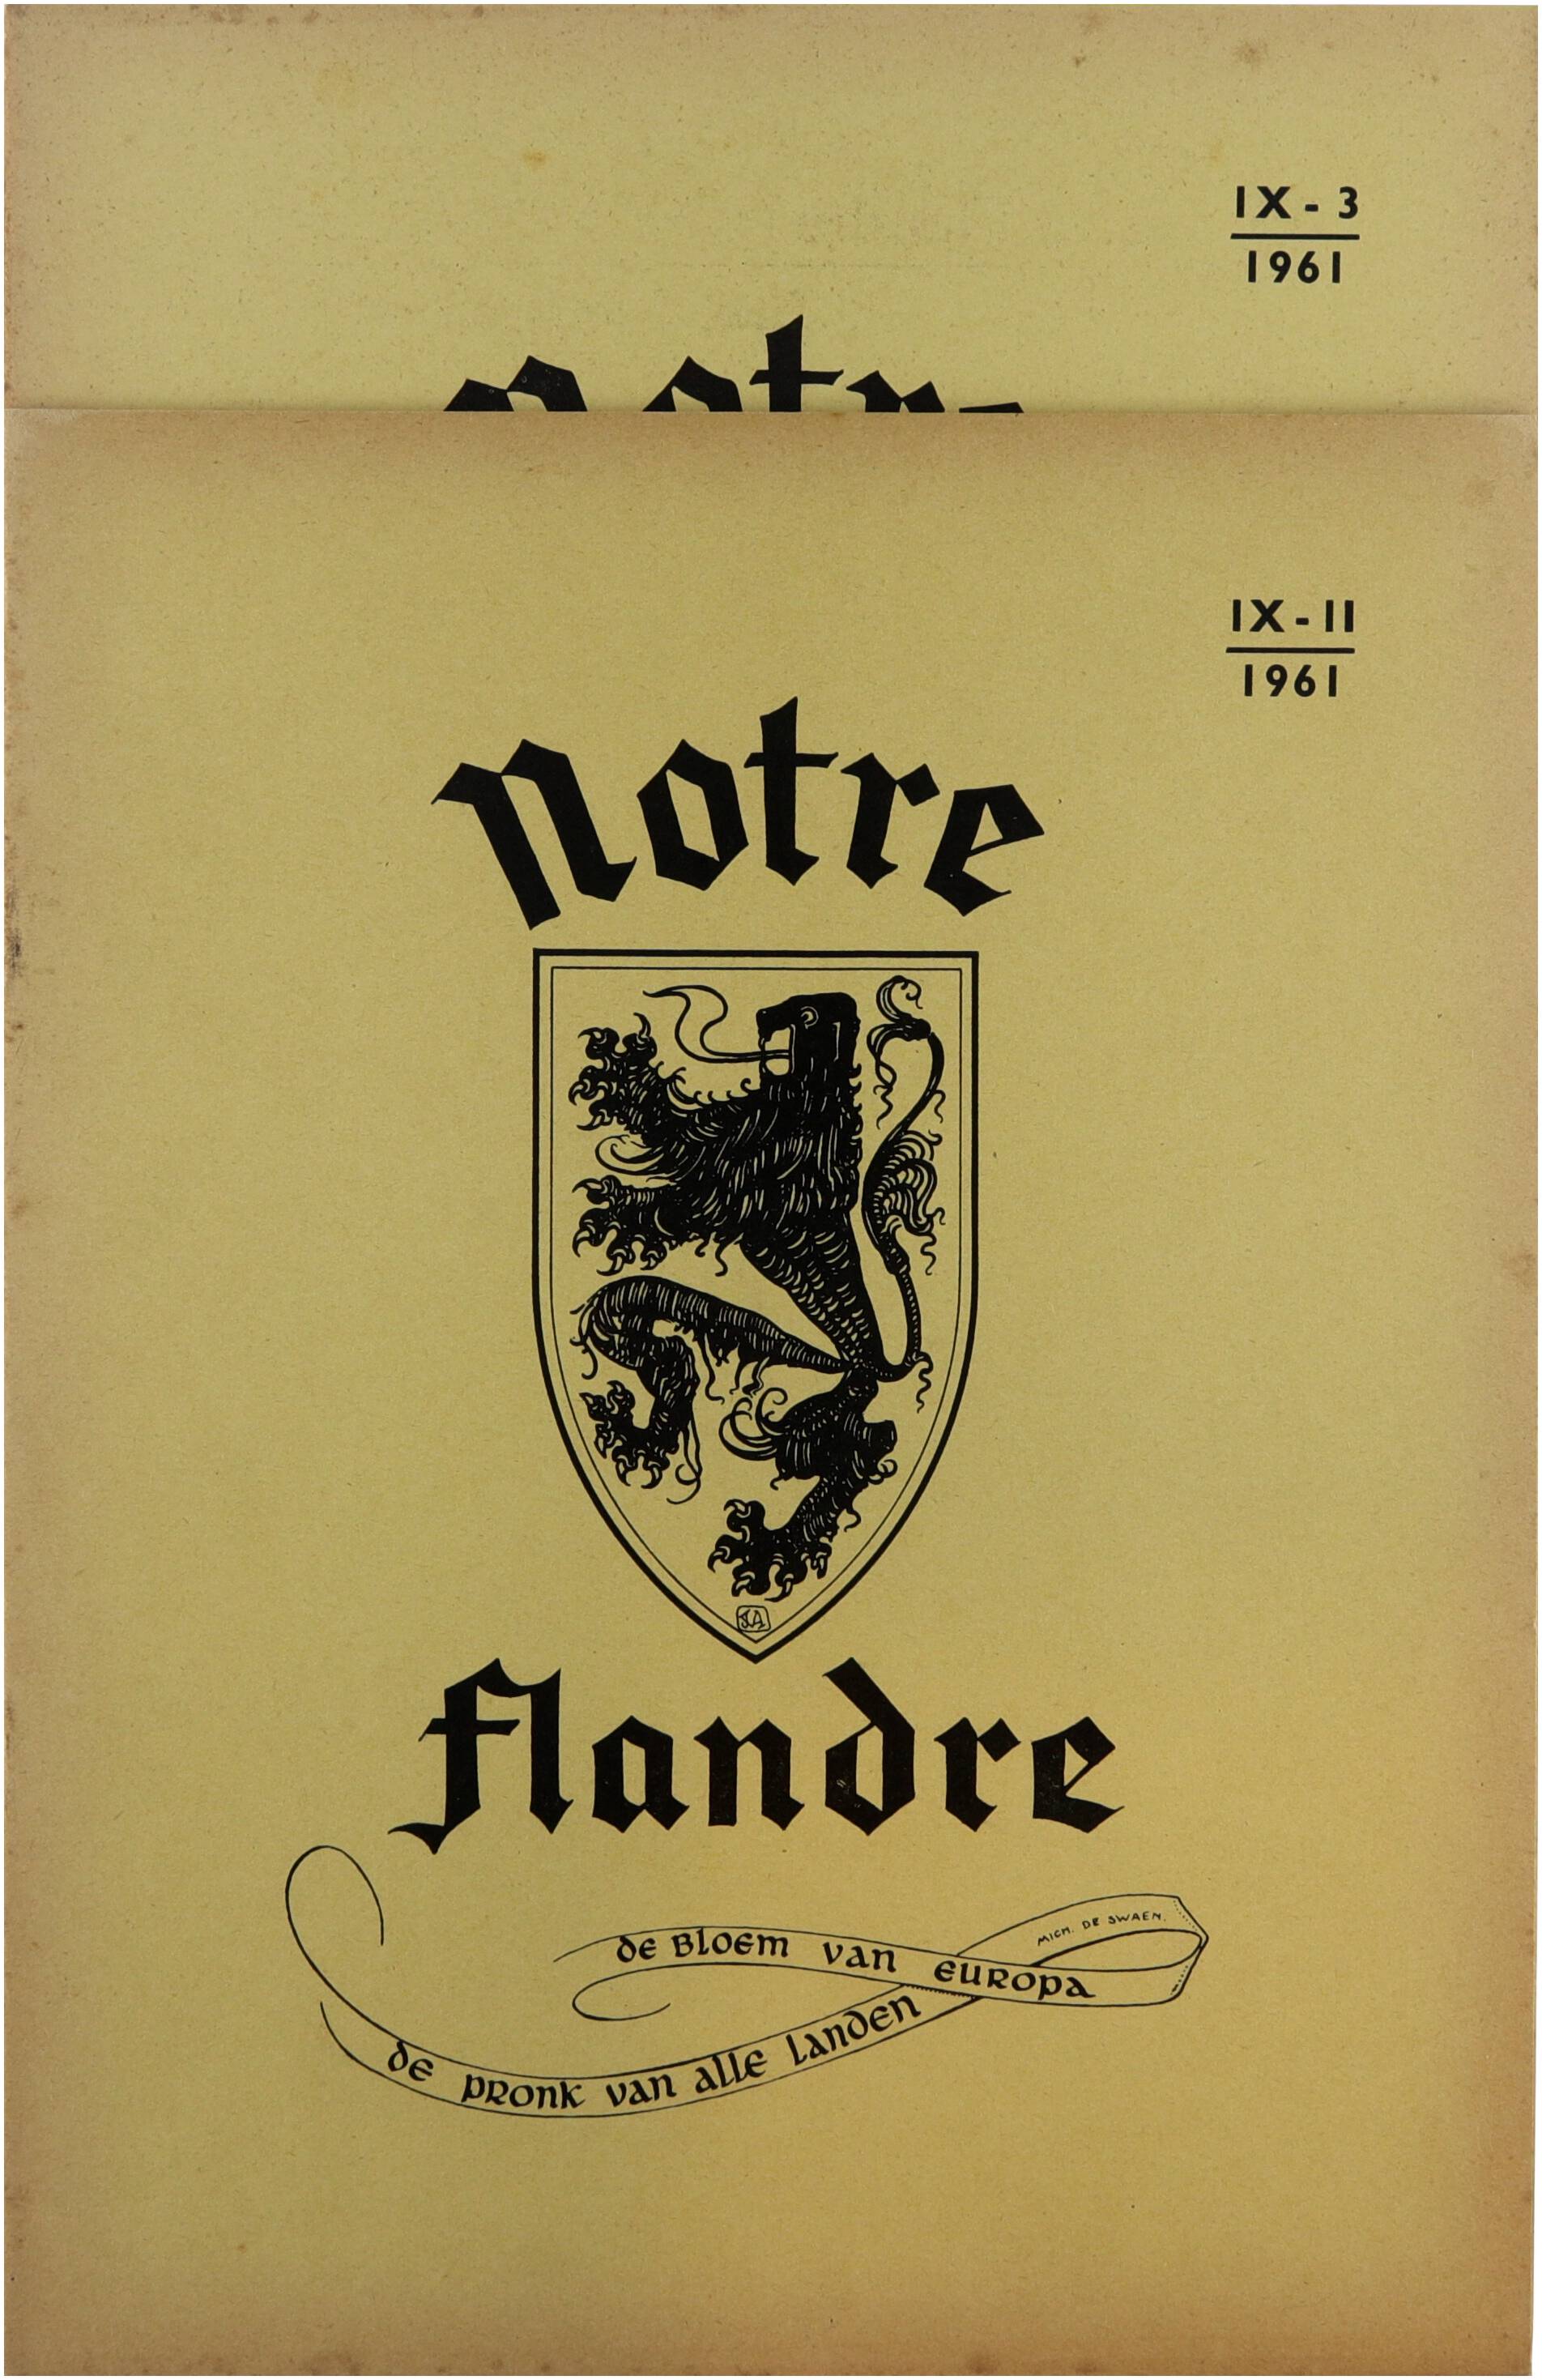 IX - 3
1961
Notre
IX - II
1961
Notre
Flandre
MICH. DE SWAEN.
de Bloem van Europa
de pronk van alle landen